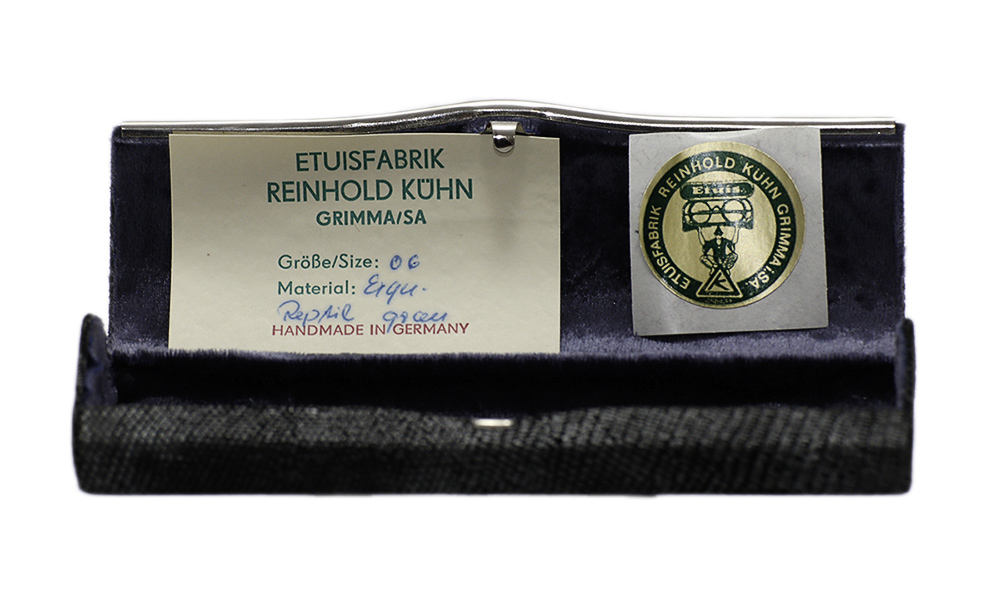 ETUISFABRIK
REINHOLD KÜHN
GRIMMA/SA
Größe/Size: 06
Material:
Reptil grau
HANDMADE IN GERMANY
ETUISFABRIK REINHOLD KÜHN GRIMMA i. SA.
Etuis.